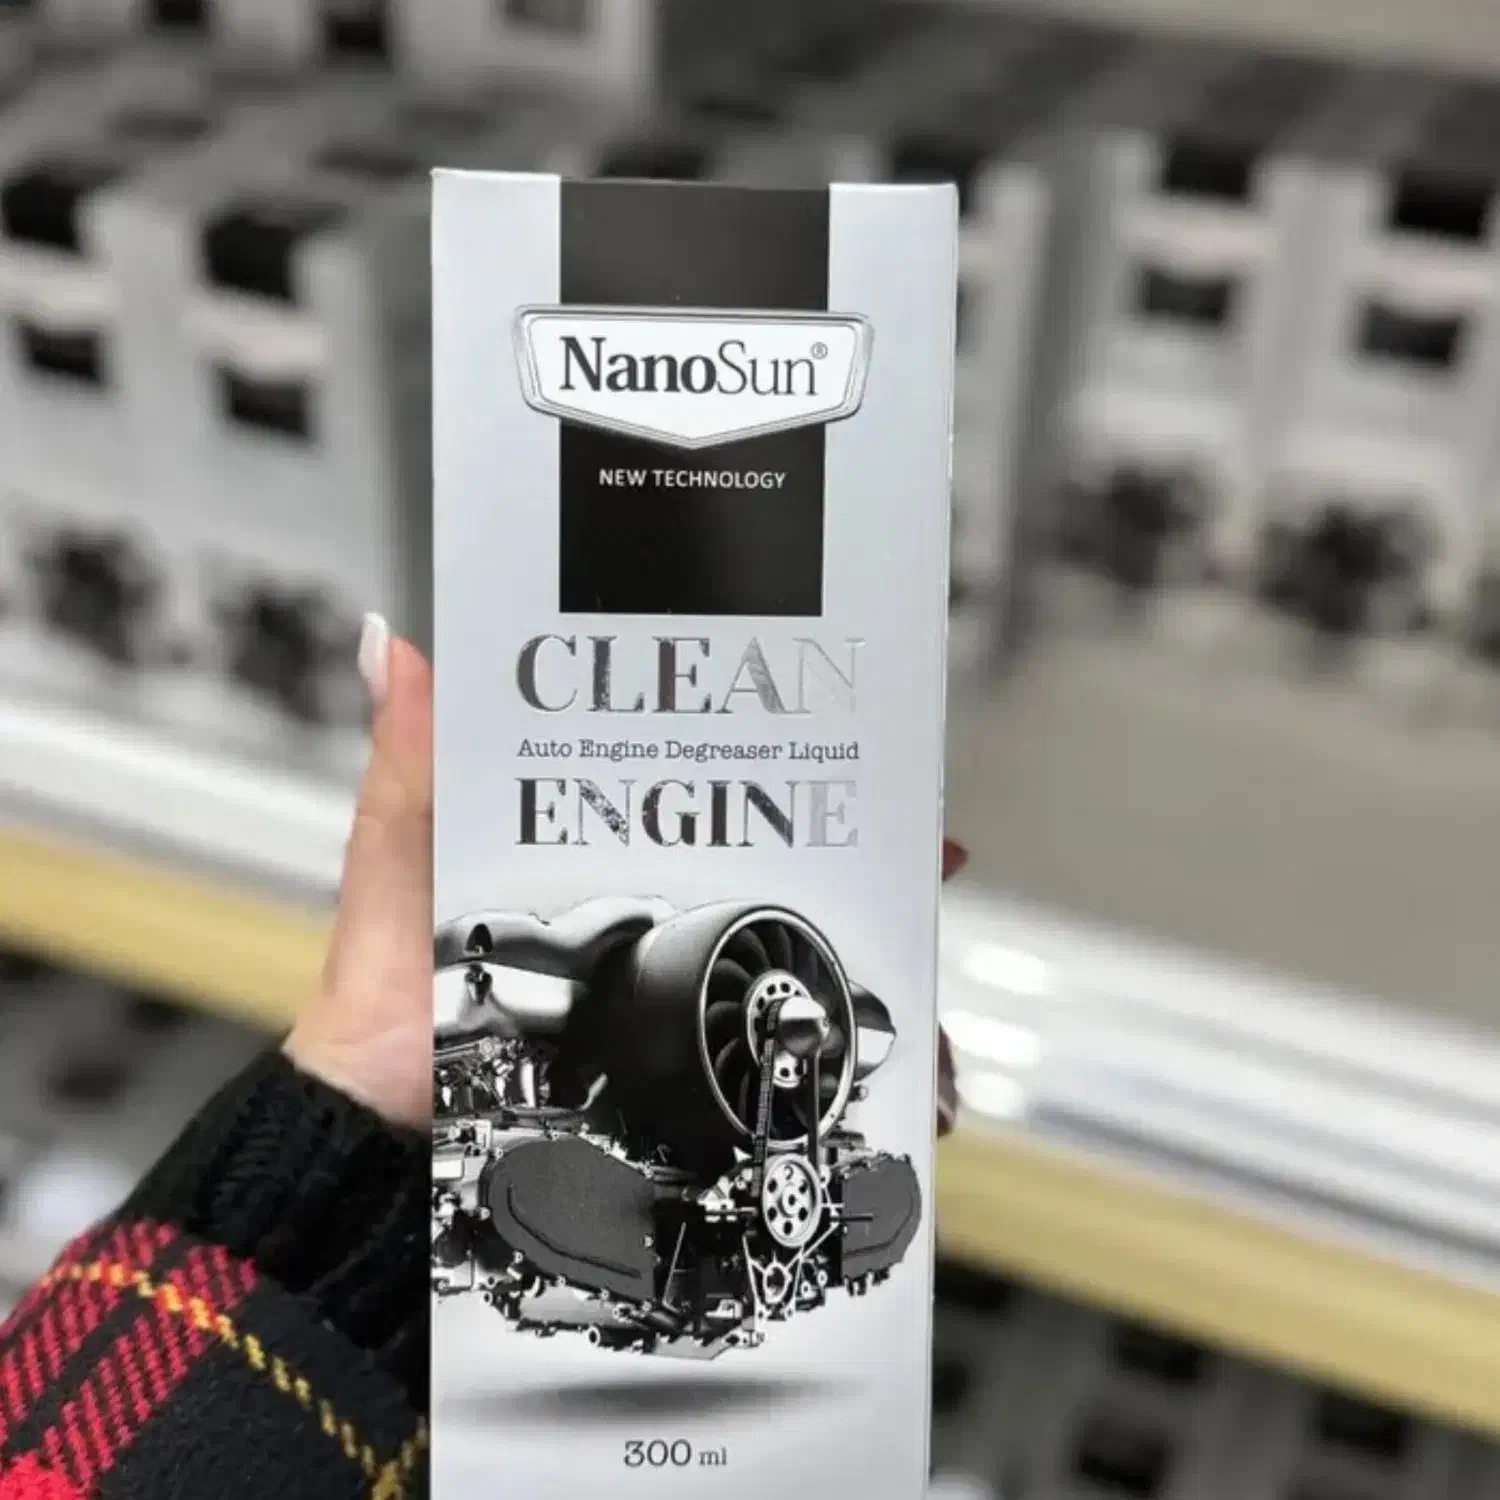 NanoSun®
NEW TECHNOLOGY
CLEAN
Auto Engine Degreaser Liquid
ENGINE
300 ml